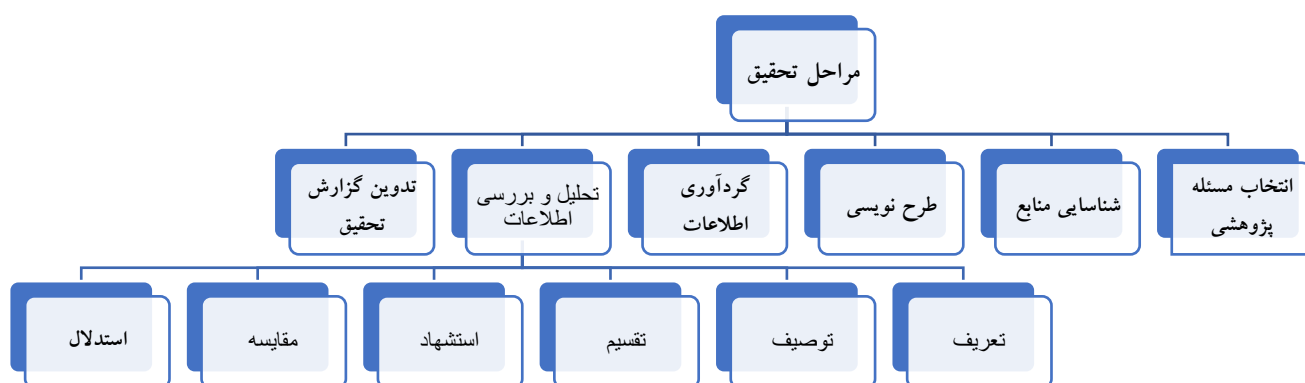 مراحل تحقیق
انتخاب مسئله
پژوهشی
شناسایی منابع
طرح نویسی
گردآوری
اطلاعات
تحلیل و بررسی
اطلاعات
تدوین گزارش
تحقیق
تعریف
توصیف
تقسیم
استشهاد
مقایسه
استدلال